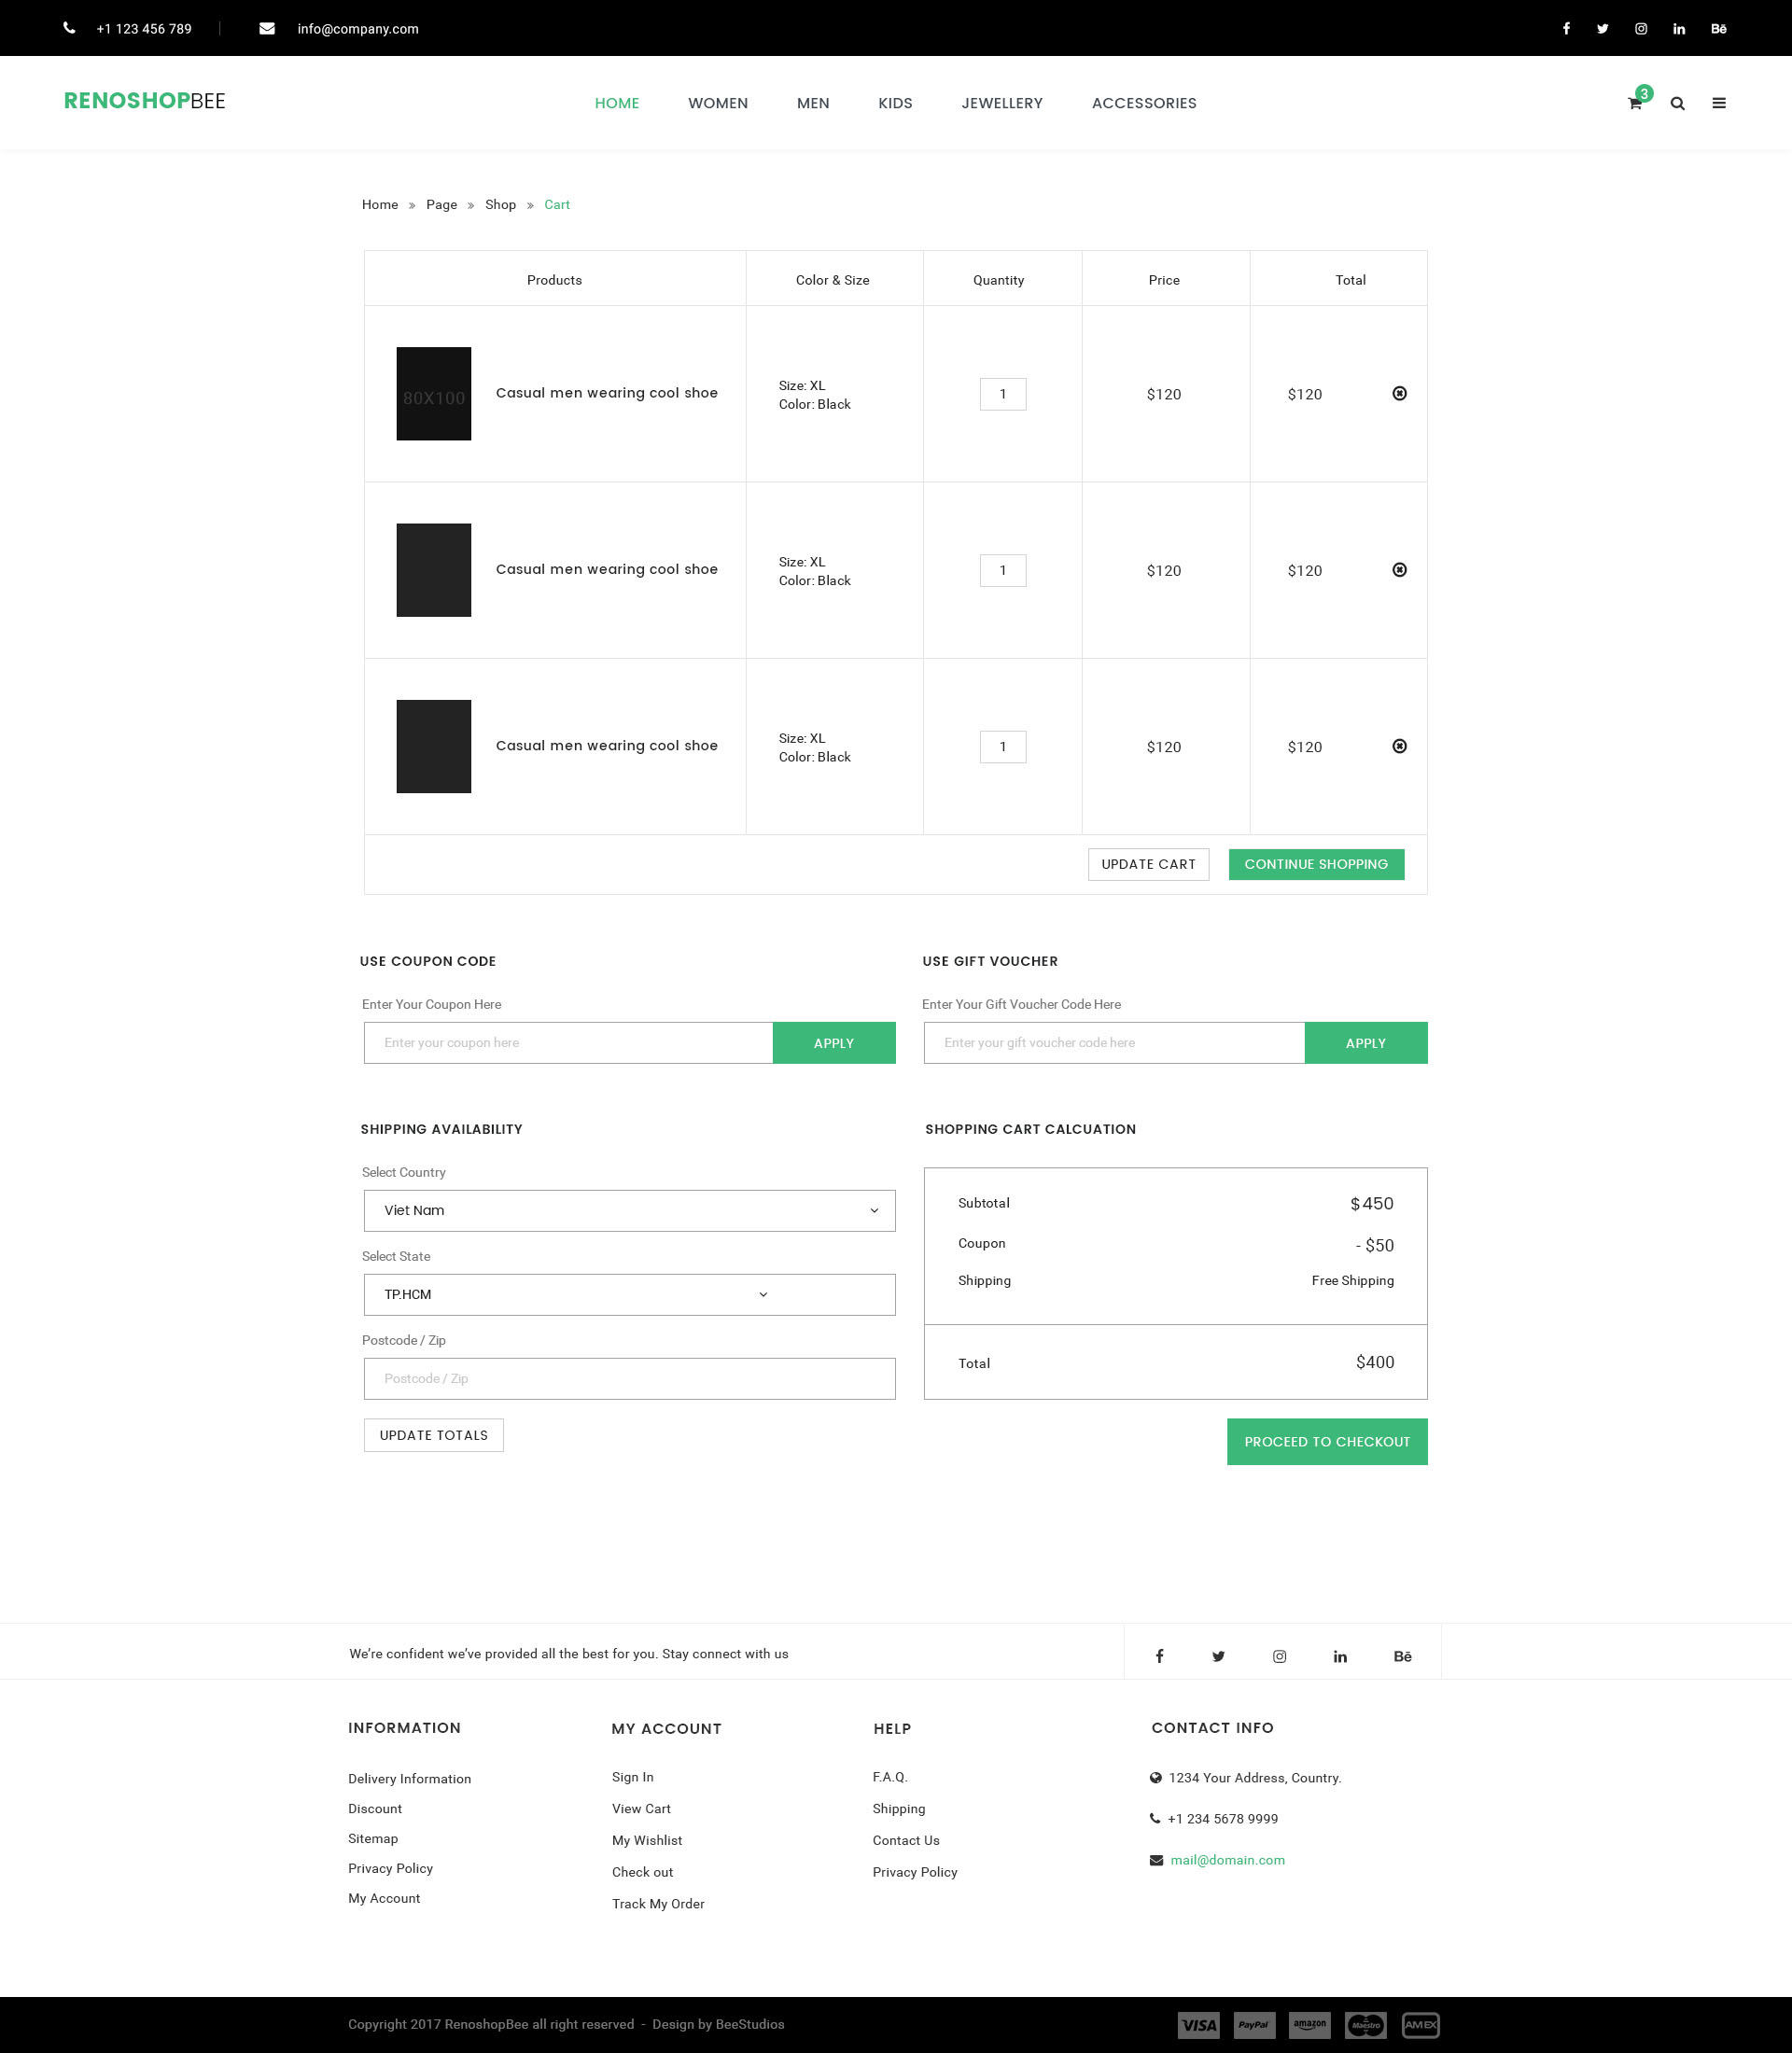 +1 123 456 789 info@company.com
RENOSHOPBEE HOME WOMEN MEN KIDS JEWELLERY ACCESSORIES 3
Home » Page » Shop » Cart
Products Color & Size Quantity Price Total
80X100 Casual men wearing cool shoe Size: XL 1 $120 $120
Color: Black
Casual men wearing cool shoe Size: XL 1 $120 $120
Color: Black
Casual men wearing cool shoe Size: XL 1 $120 $120
Color: Black
UPDATE CART CONTINUE SHOPPING
USE COUPON CODE
Enter Your Coupon Here
Enter your coupon here APPLY
USE GIFT VOUCHER
Enter Your Gift Voucher Code Here
Enter your gift voucher code here APPLY
SHIPPING AVAILABILITY
Select Country
Viet Nam
Select State
TP.HCM
Postcode / Zip
Postcode / Zip
UPDATE TOTALS
SHOPPING CART CALCUATION
Subtotal $450
Coupon - $50
Shipping Free Shipping
Total $400
PROCEED TO CHECKOUT
We’re confident we’ve provided all the best for you. Stay connect with us Bē
INFORMATION
Delivery Information
Discount
Sitemap
Privacy Policy
My Account
MY ACCOUNT
Sign In
View Cart
My Wishlist
Check out
Track My Order
HELP
F.A.Q.
Shipping
Contact Us
Privacy Policy
CONTACT INFO
1234 Your Address, Country.
+1 234 5678 9999
mail@domain.com
Copyright 2017 RenoshopBee all right reserved - Design by BeeStudios VISA PayPal amazon Maestro AMEX